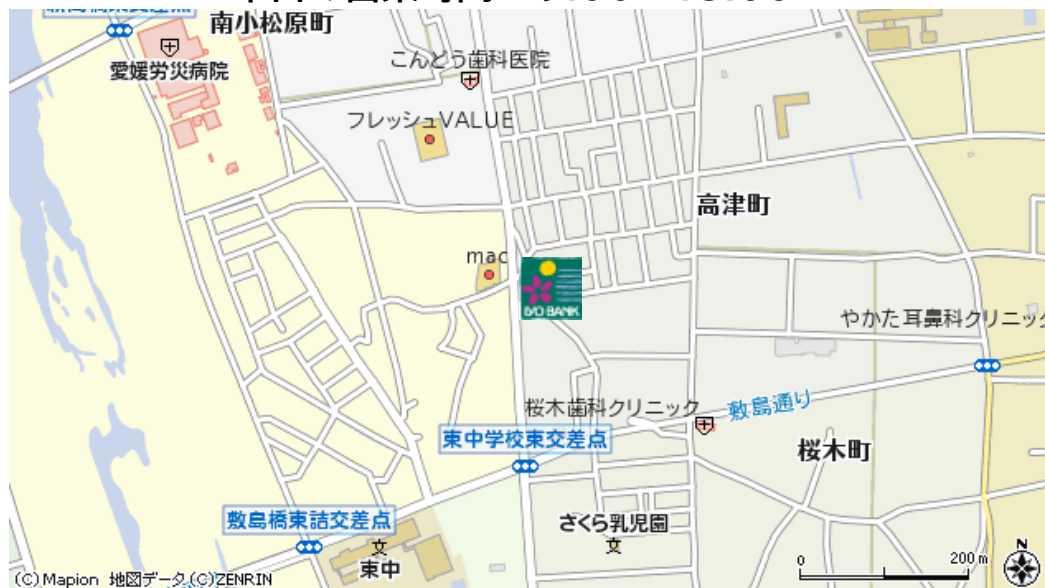 南小松原町
愛媛労災病院
こんどう歯科医院
フレッシュVALUE
高津町
mac
IYO BANK
やかた耳鼻科クリニック
桜木歯科クリニック
敷島通り
東中学校東交差点
桜木町
敷島橋東詰交差点
さくら乳児園
東中
0
200m
N
(C)Mapion 地図データ(C)ZENRIN